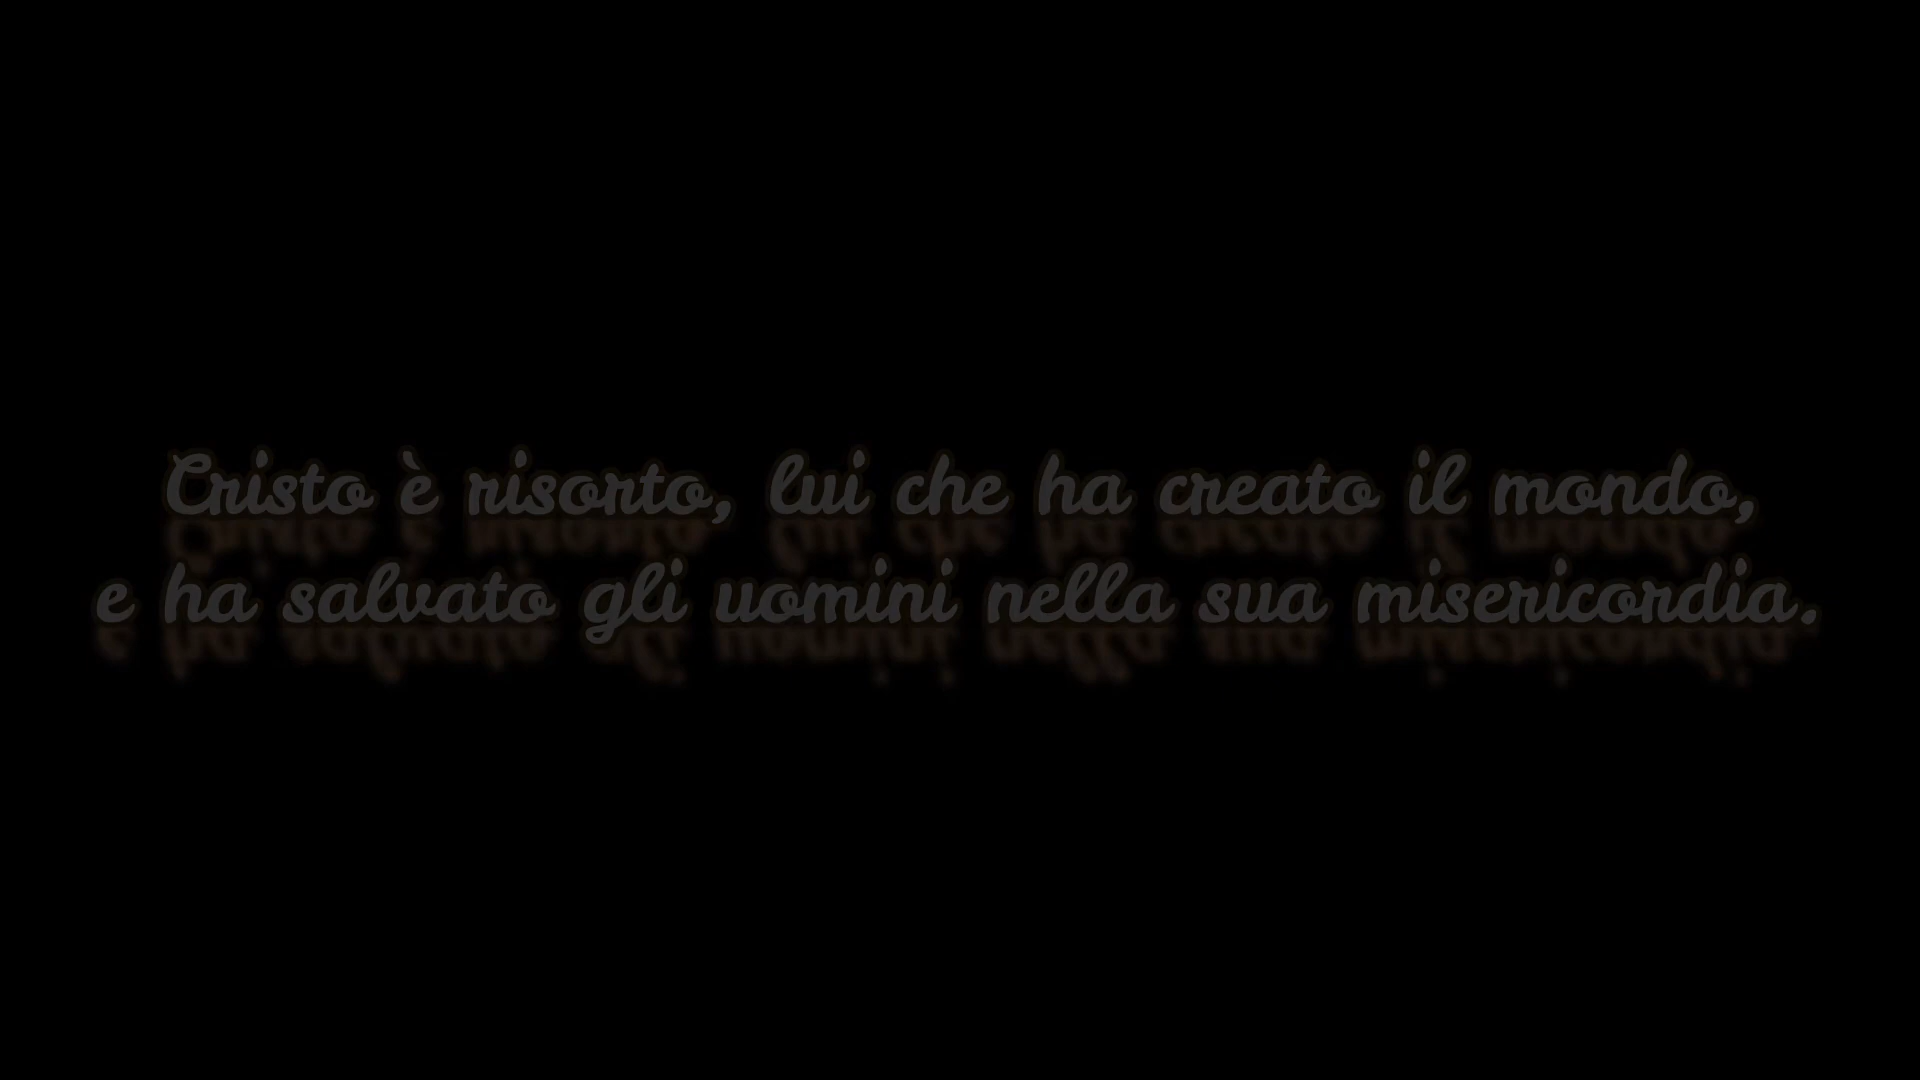 Cristo è risorto, lui che ha creato il mondo,
e ha salvato gli uomini nella sua misericordia.